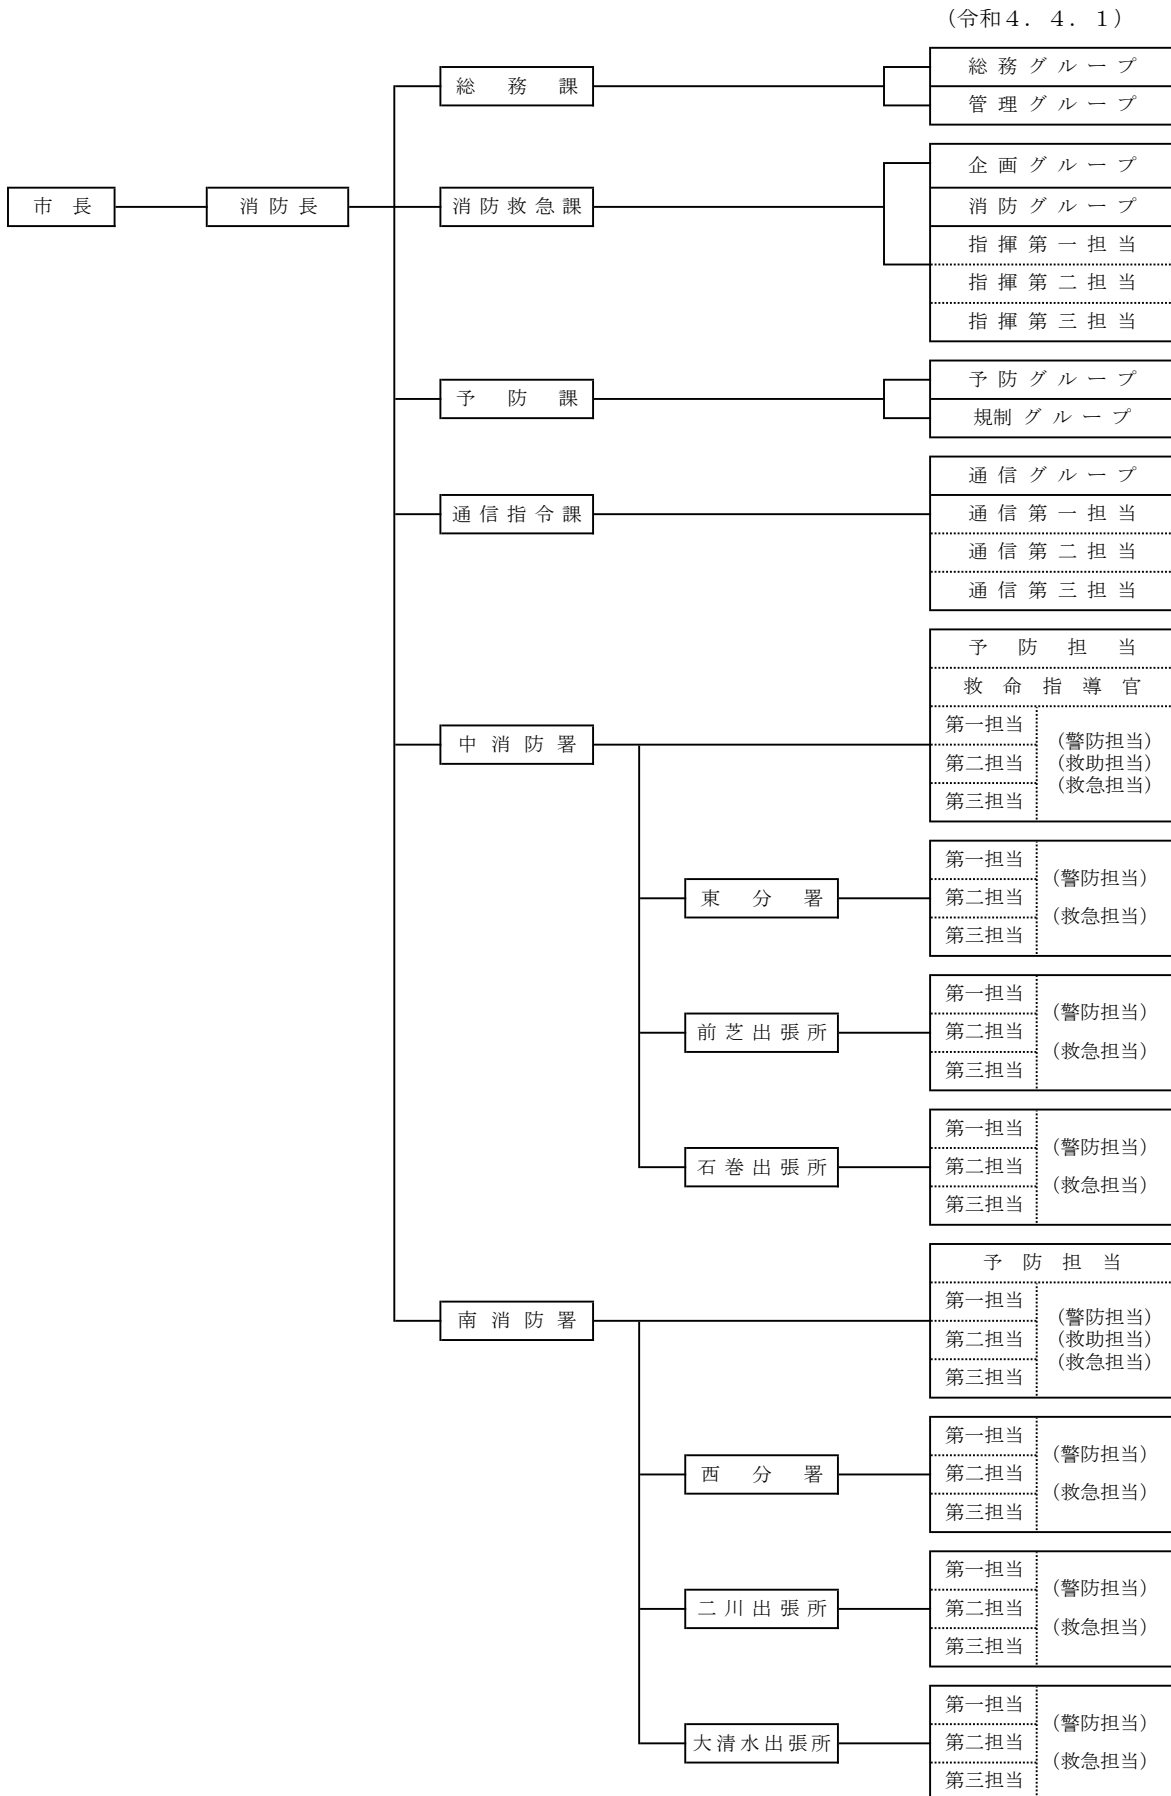 (令和４．４．１)
総務課
総務グループ
管理グループ
市長
消防長
消防救急課
企画グループ
消防グループ
指揮第一担当
指揮第二担当
指揮第三担当
予防課
予防グループ
規制グループ
通信指令課
通信グループ
通信第一担当
通信第二担当
通信第三担当
中消防署
予防担当
救命指導官
第一担当
第二担当
第三担当
(警防担当)
(救助担当)
(救急担当)
東分署
第一担当
第二担当
第三担当
(警防担当)
(救急担当)
前芝出張所
第一担当
第二担当
第三担当
(警防担当)
(救急担当)
石巻出張所
第一担当
第二担当
第三担当
(警防担当)
(救急担当)
南消防署
予防担当
第一担当
第二担当
第三担当
(警防担当)
(救助担当)
(救急担当)
西分署
第一担当
第二担当
第三担当
(警防担当)
(救急担当)
二川出張所
第一担当
第二担当
第三担当
(警防担当)
(救急担当)
大清水出張所
第一担当
第二担当
第三担当
(警防担当)
(救急担当)